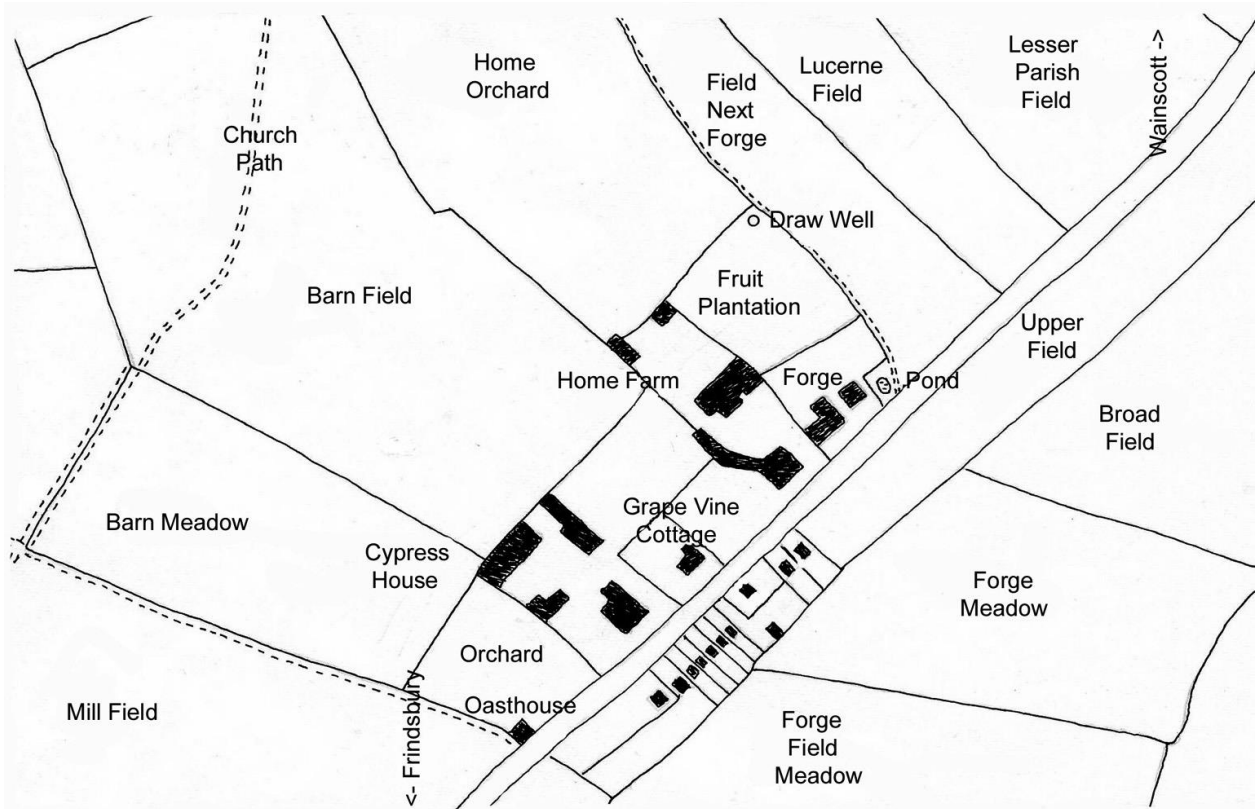 Home
Orchard
Field
Next
Forge
Lucerne
Field
Lesser
Parish
Field
Wainscott ->
Church
Path
Draw Well
Barn Field
Fruit
Plantation
Upper
Field
Home Farm
Forge
Pond
Broad
Field
Barn Meadow
Grape Vine
Cottage
Cypress
House
Forge
Meadow
Orchard
Oasthouse
Mill Field
<- Frindsbury
Forge
Field
Meadow